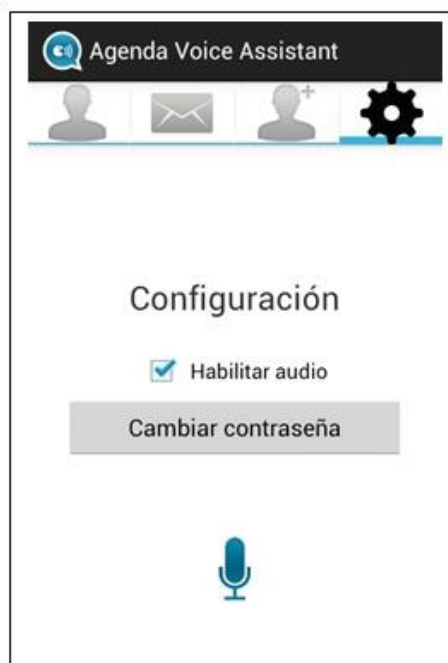 Agenda Voice Assistant
Configuración
Habilitar audio
Cambiar contraseña